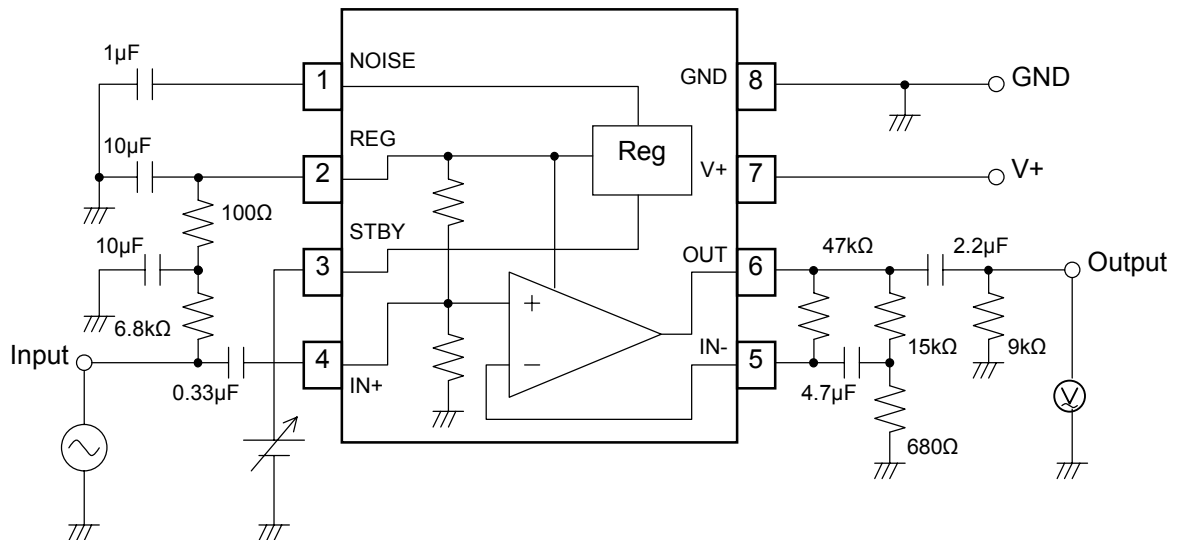 1µF
1
NOISE
GND
8
GND
10µF
REG
2
Reg
V+
7
V+
100Ω
10µF
STBY
3
OUT
6
47kΩ
2.2µF
Output
6.8kΩ
+
−
Input
0.33µF
4
IN+
IN-
5
4.7µF
15kΩ
9kΩ
V
680Ω